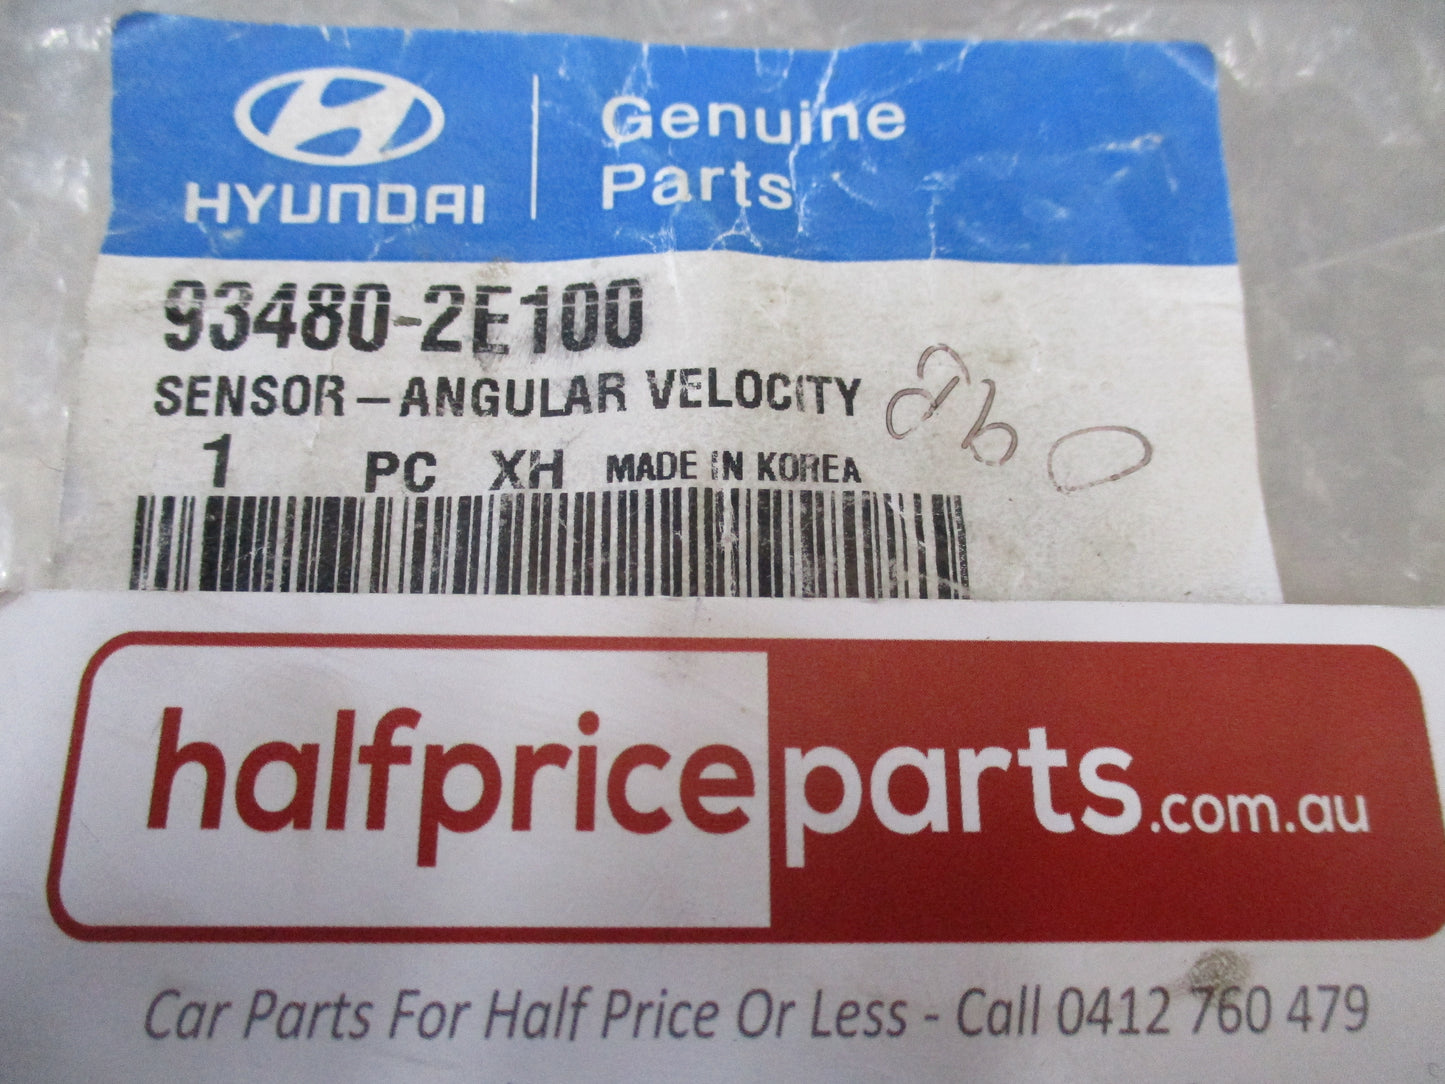 HYUNDAI
Genuine
Parts
93480-2E100
SENSOR-ANGULAR VELOCITY
1 PC XH MADE IN KOREA
halfpriceparts.com.au
Car Parts For Half Price Or Less - Call 0412 760 479